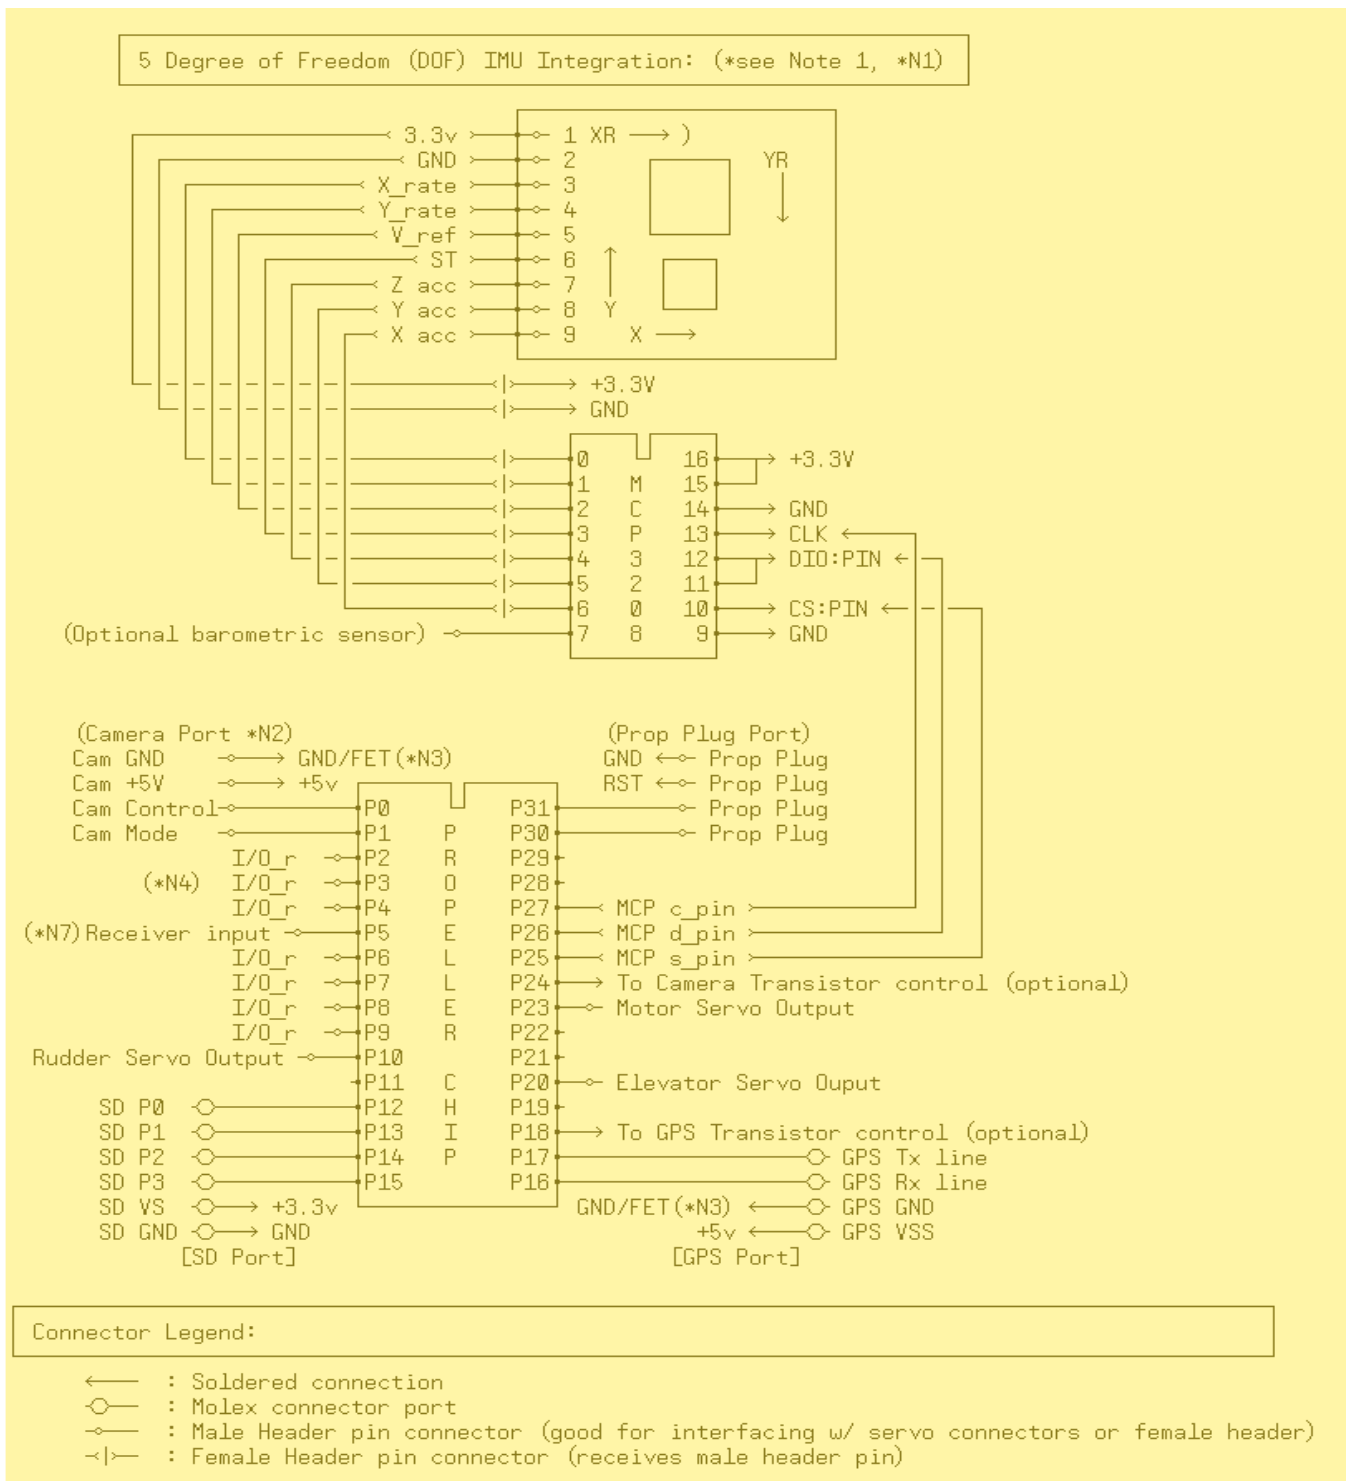 5 Degree of Freedom (DOF) IMU Integration: (*see Note 1, *N1)
3.3v 1 XR )
GND 2 YR
X_rate 3
Y_rate 4
V_ref 5
ST 6
Z acc 7
Y acc 8 Y
X acc 9 X
+3.3V
GND
0 16 +3.3V
1 M 15
2 C 14 GND
3 P 13 CLK
4 3 12 DIO:PIN
5 2 11
6 0 10 CS:PIN
(Optional barometric sensor) 7 8 9 GND
(Camera Port *N2) (Prop Plug Port)
Cam GND GND/FET(*N3) GND Prop Plug
Cam +5V +5v RST Prop Plug
Cam Control P0 P31 Prop Plug
Cam Mode P1 P P30 Prop Plug
I/O_r P2 R P29
(*N4) I/O_r P3 O P28
I/O_r P4 P P27 MCP c_pin
(*N7)Receiver input P5 E P26 MCP d_pin
I/O_r P6 L P25 MCP s_pin
I/O_r P7 L P24 To Camera Transistor control (optional)
I/O_r P8 E P23 Motor Servo Output
I/O_r P9 R P22
Rudder Servo Output P10 P21
P11 C P20 Elevator Servo Ouput
SD P0 P12 H P19
SD P1 P13 I P18 To GPS Transistor control (optional)
SD P2 P14 P P17 GPS Tx line
SD P3 P15 P16 GPS Rx line
SD VS +3.3v GND/FET(*N3) GPS GND
SD GND GND +5v GPS VSS
[SD Port] [GPS Port]
Connector Legend:
: Soldered connection
: Molex connector port
: Male Header pin connector (good for interfacing w/ servo connectors or female header)
: Female Header pin connector (receives male header pin)